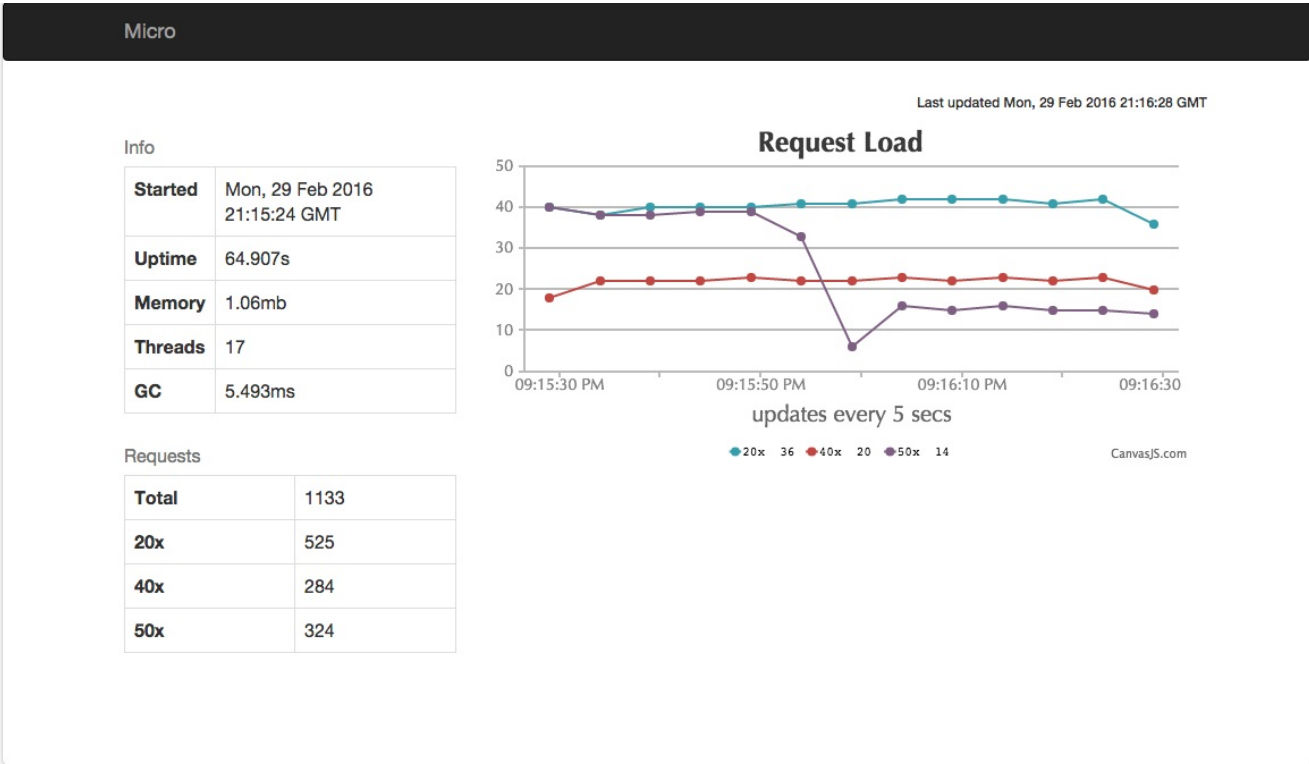 Micro
Last updated Mon, 29 Feb 2016 21:16:28 GMT
Info
Started Mon, 29 Feb 2016
21:15:24 GMT
Uptime 64.907s
Memory 1.06mb
Threads 17
GC 5.493ms
Requests
Total 1133
20x 525
40x 284
50x 324
Request Load
50
40
30
20
10
0
09:15:30 PM 09:15:50 PM 09:16:10 PM 09:16:30
updates every 5 secs
20x 36 40x 20 50x 14
CanvasJS.com